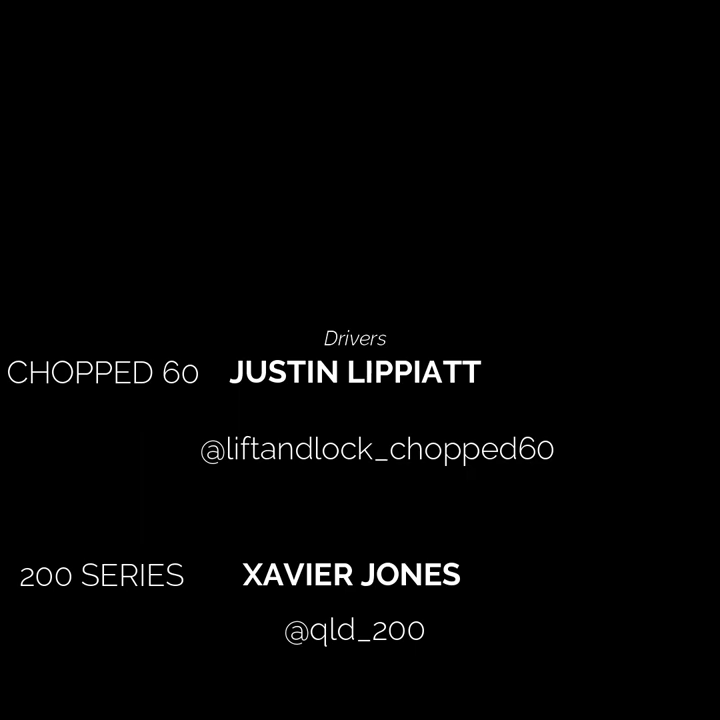 Drivers
CHOPPED 60 JUSTIN LIPPIATT
@liftandlock_chopped60
200 SERIES XAVIER JONES
@qld_200